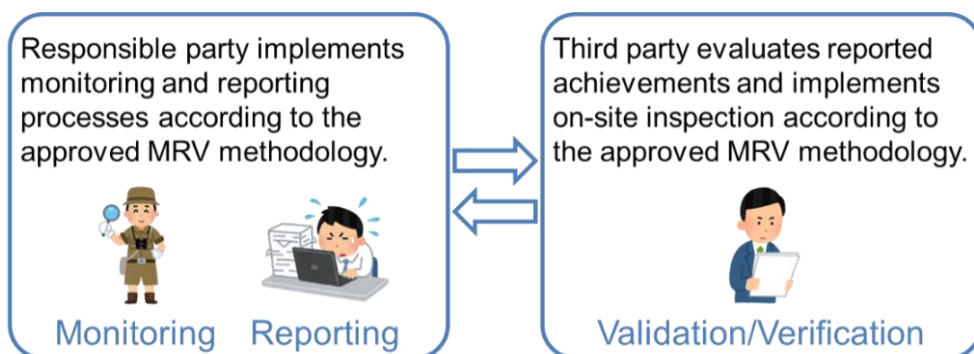 Responsible party implements
monitoring and reporting
processes according to the
approved MRV methodology.
Monitoring Reporting
Third party evaluates reported
achievements and implements
on-site inspection according to
the approved MRV methodology.
Validation/Verification